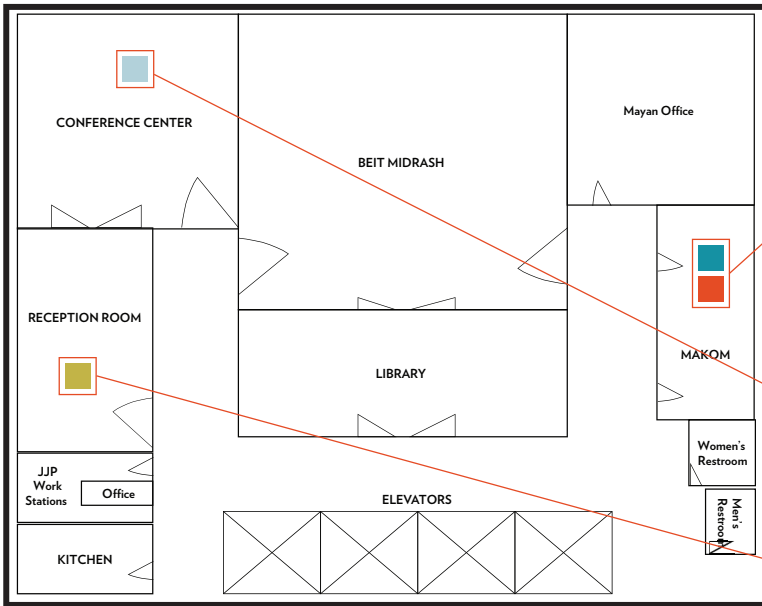 CONFERENCE CENTER
BEIT MIDRASH
Mayan Office
RECEPTION ROOM
LIBRARY
MAKOM
JJP
Work
Stations
Office
Women's
Restroom
Men's
Restroom
ELEVATORS
KITCHEN